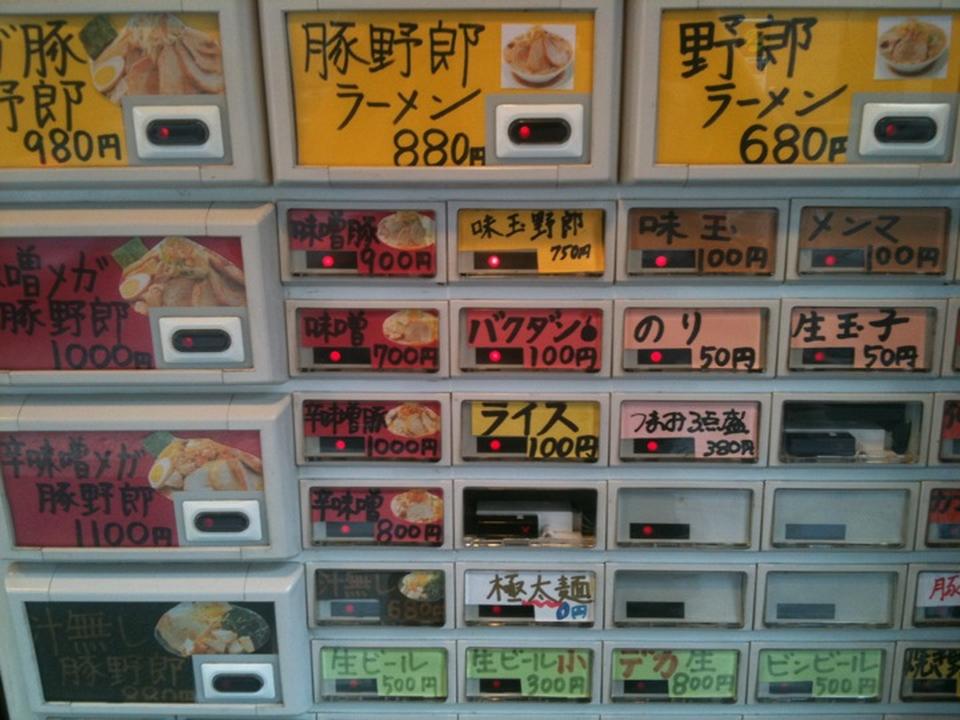 豚
野郎
980円
豚野郎
ラーメン
880円
野郎
ラーメン
680円
噌メガ
豚野郎
1000円
味噌豚
900円
味玉野郎
750円
味玉
100円
メンマ
100円
味噌
700円
バクダン
100円
のり
50円
生玉子
50円
辛味噌メガ
豚野郎
1100円
辛味噌豚
1000円
ライス
100円
つまみ3点盛
380円
辛味噌
800円
汁無し
豚野郎
880円
汁無し
680円
極太麺
0円
豚
生ビール
500円
生ビール小
300円
デカ生
800円
ビンビール
500円